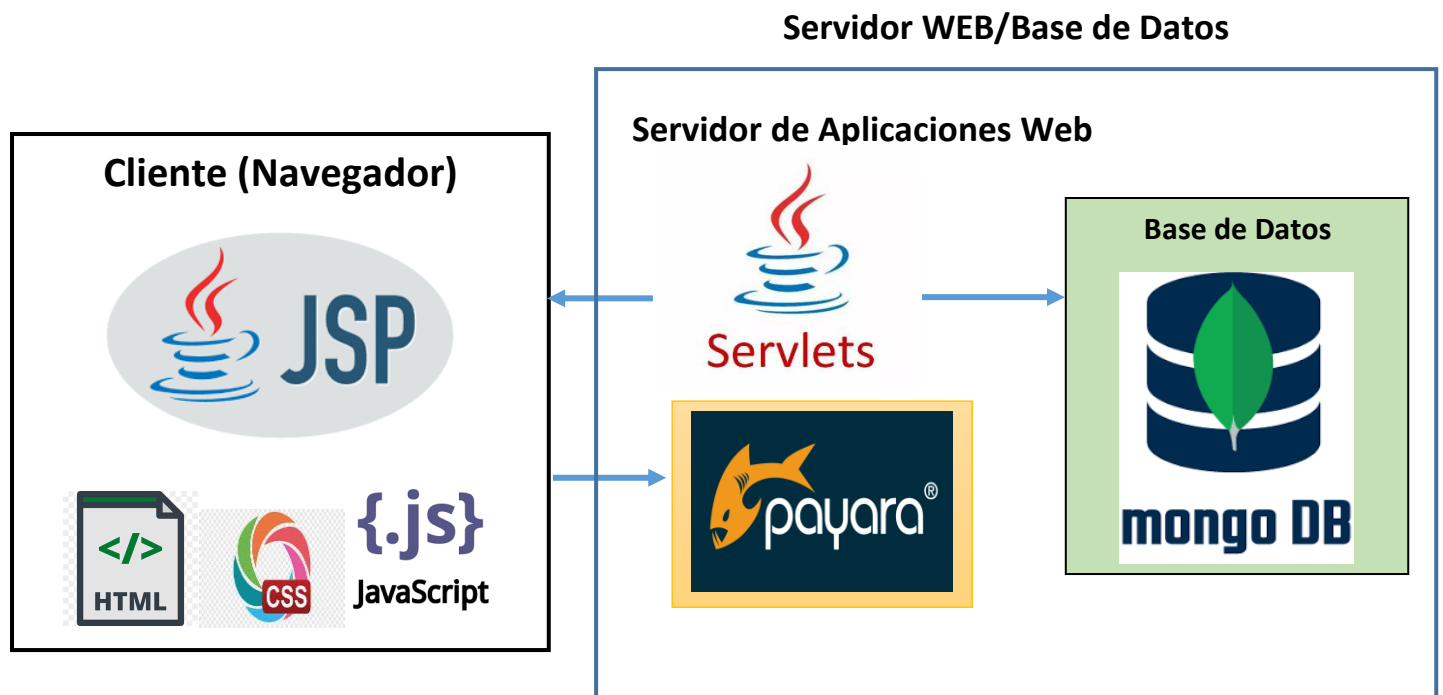 Servidor WEB/Base de Datos
Servidor de Aplicaciones Web
Cliente (Navegador)
JSP
</>
HTML
CSS
{.js}
JavaScript
Servlets
payara®
Base de Datos
mongo DB